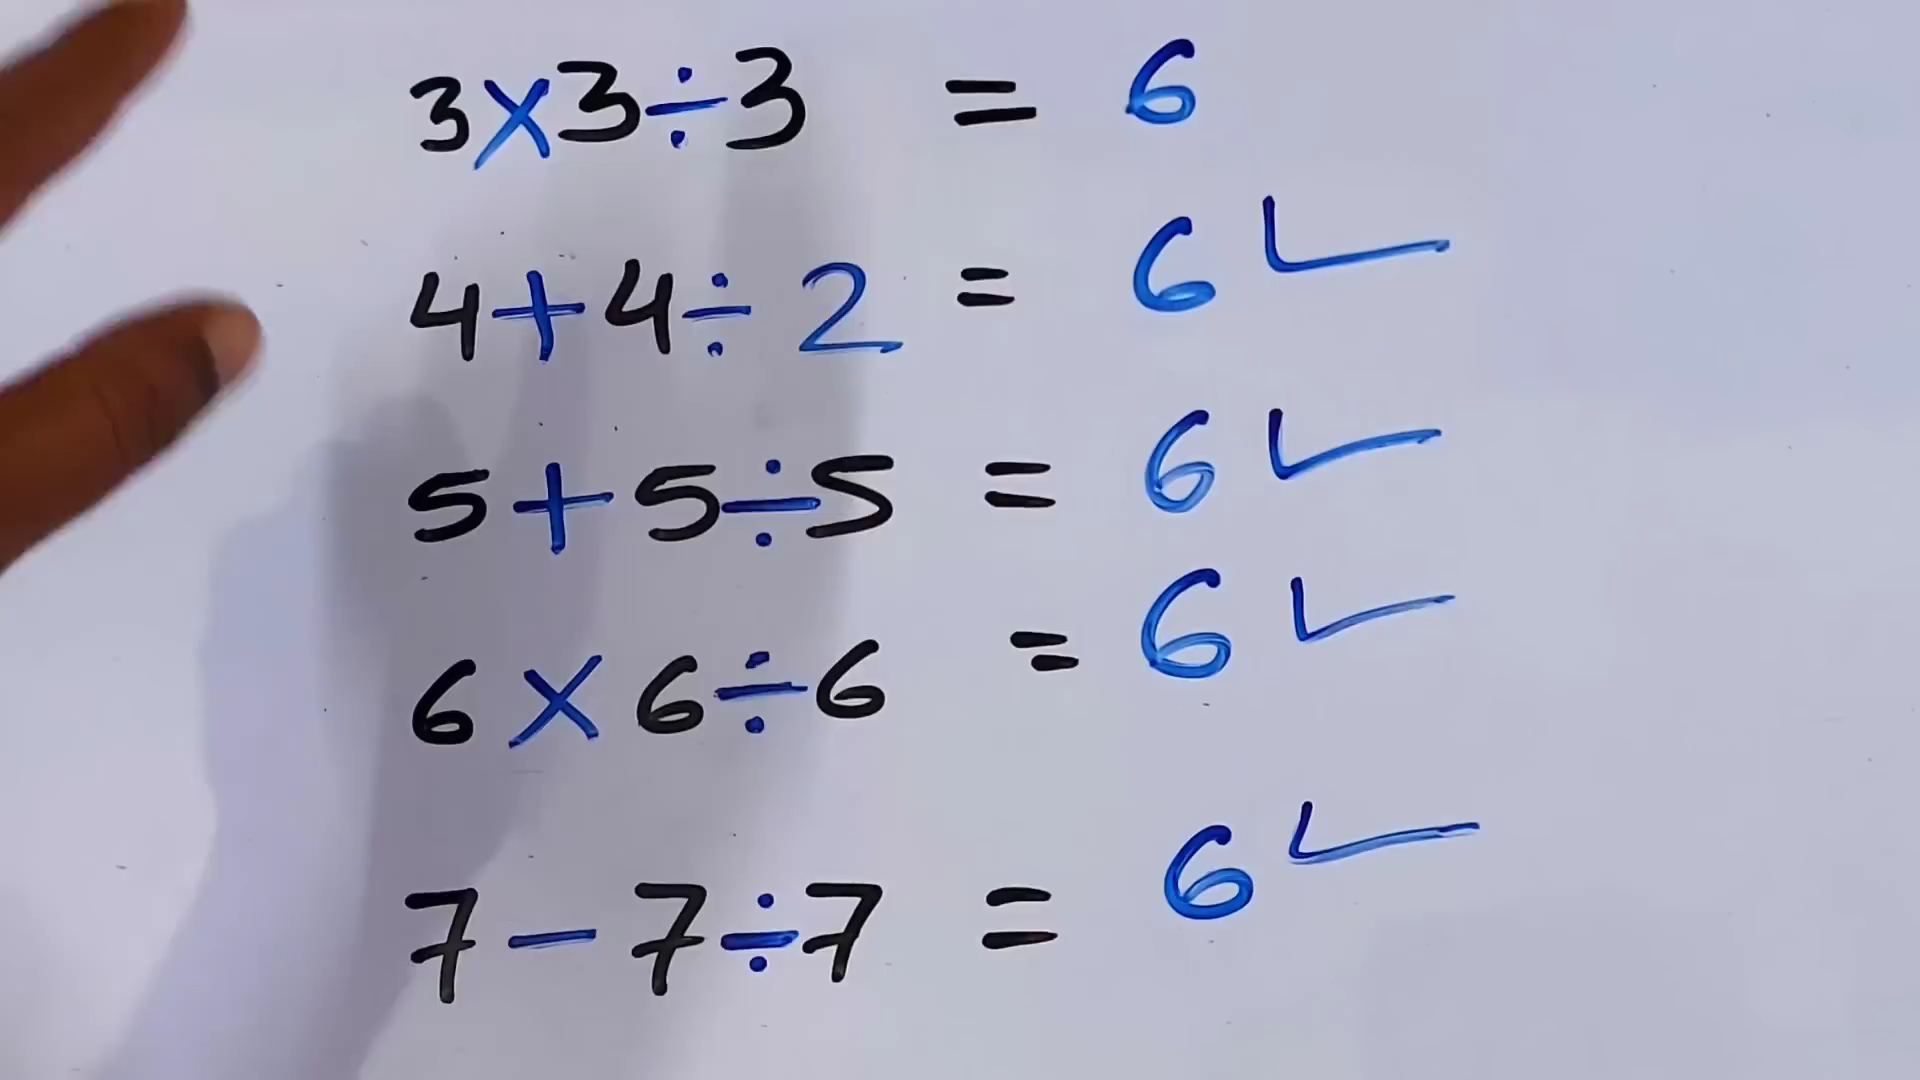 3×3÷3 = 6
4+4÷2 = 6 ✓
5+5÷5 = 6 ✓
6×6÷6 = 6 ✓
7-7÷7 = 6 ✓